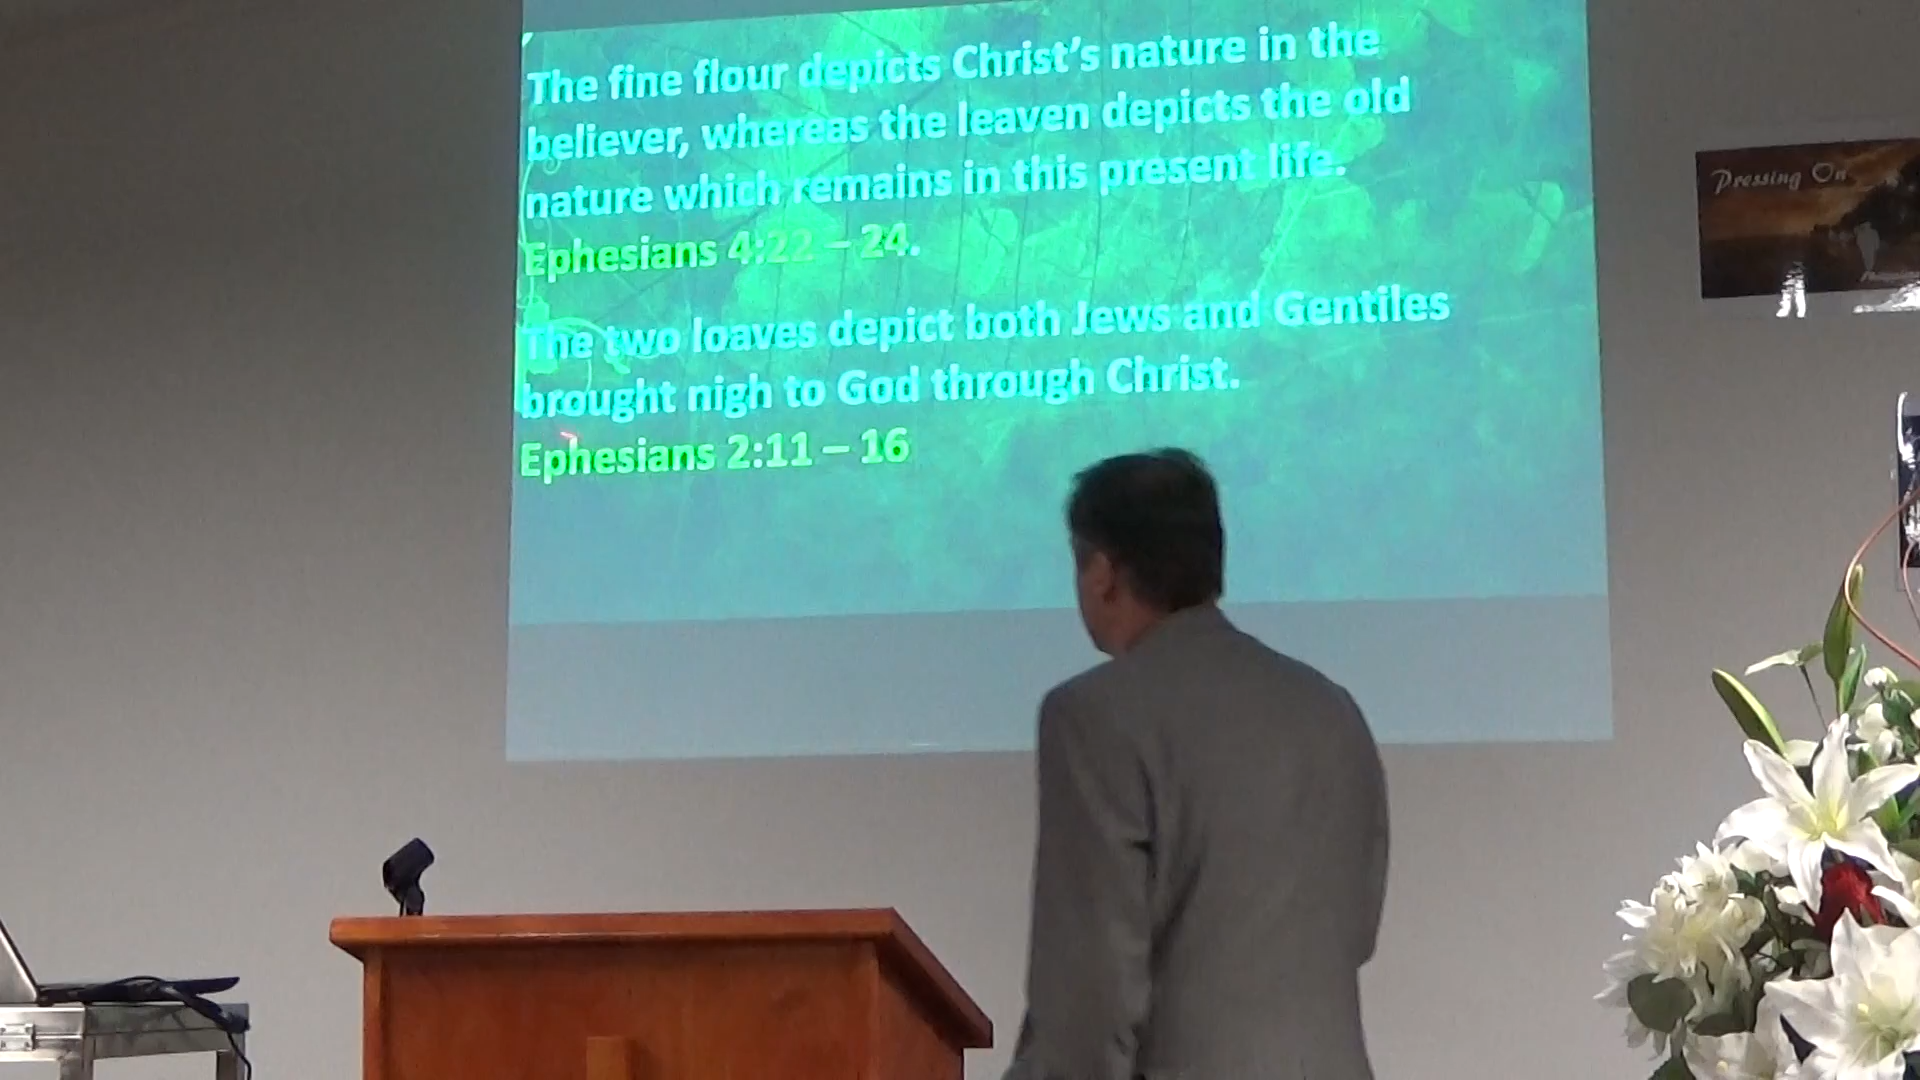 The fine flour depicts Christ's nature in the
believer, whereas the leaven depicts the old
nature which remains in this present life.
Ephesians 4:22 – 24.
The two loaves depict both Jews and Gentiles
brought nigh to God through Christ.
Ephesians 2:11 – 16
Pressing On